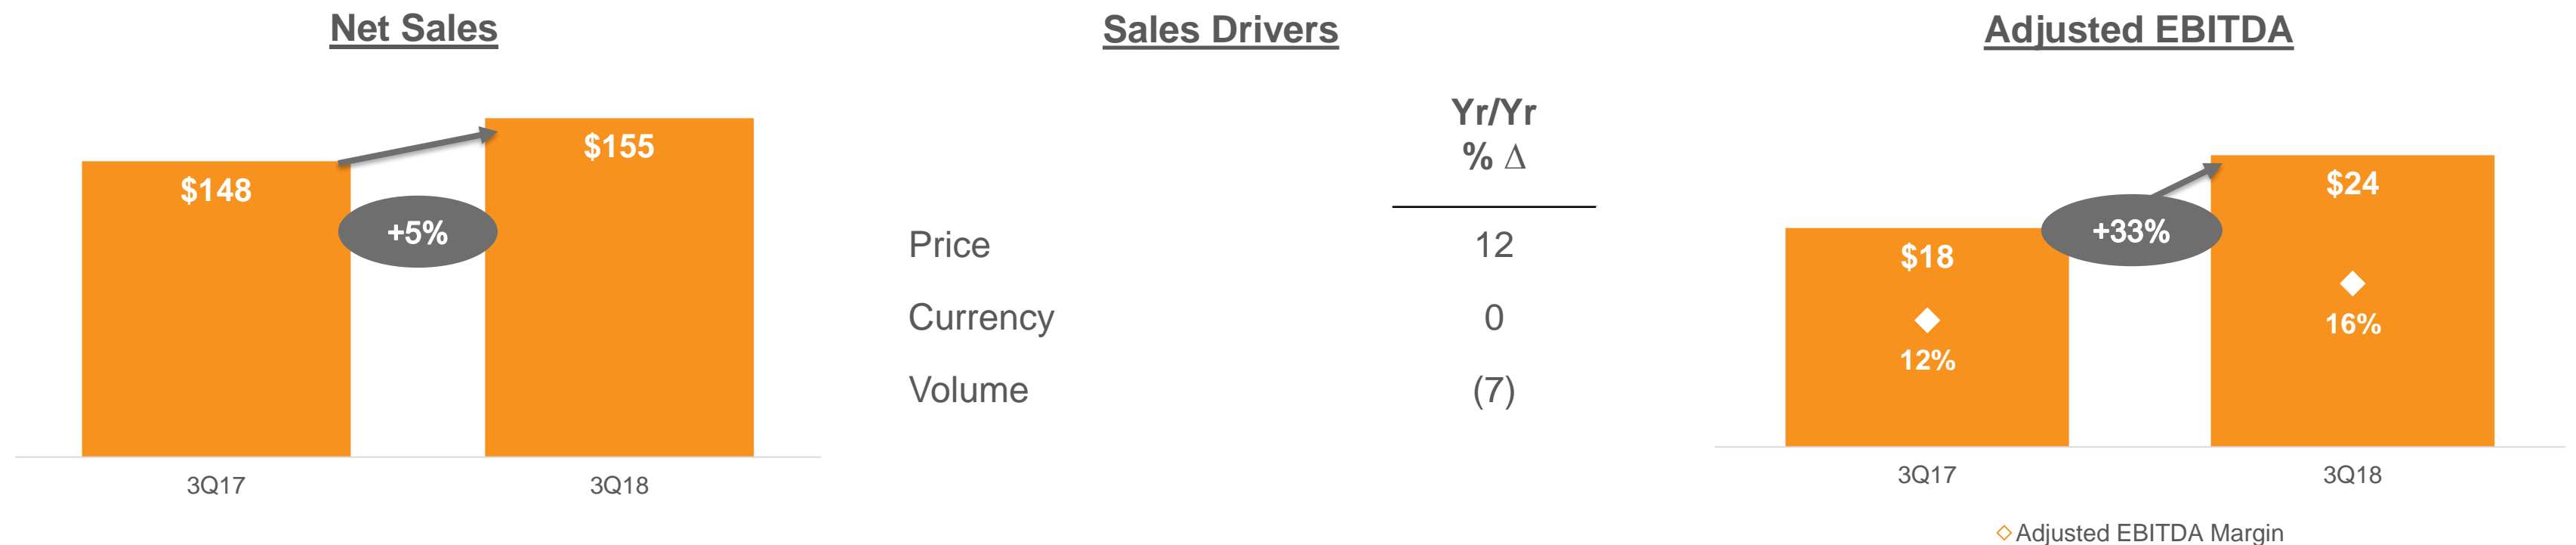 Net Sales
$148
$155
+5%
3Q17
3Q18
Sales Drivers
Yr/Yr
% Δ
Price 12
Currency 0
Volume (7)
Adjusted EBITDA
$18
$24
+33%
12%
16%
3Q17
3Q18
Adjusted EBITDA Margin